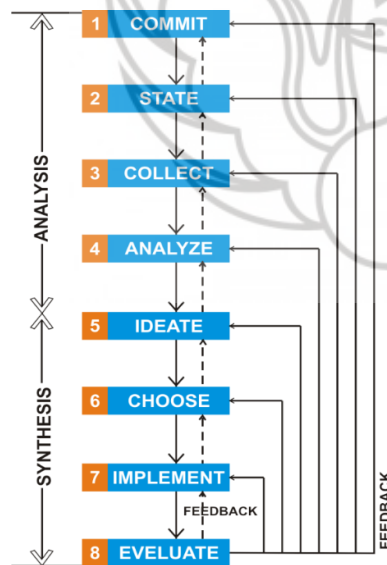 1 COMMIT
2 STATE
3 COLLECT
4 ANALYZE
5 IDEATE
6 CHOOSE
7 IMPLEMENT
FEEDBACK
8 EVELUATE
ANALYSIS
SYNTHESIS
FEEDBACK